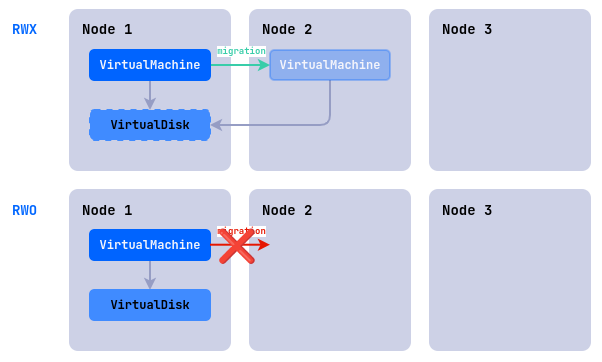 RWX
Node 1
Node 2
Node 3
VirtualMachine
migration
VirtualMachine
VirtualDisk
RWO
Node 1
Node 2
Node 3
VirtualMachine
migration
VirtualDisk